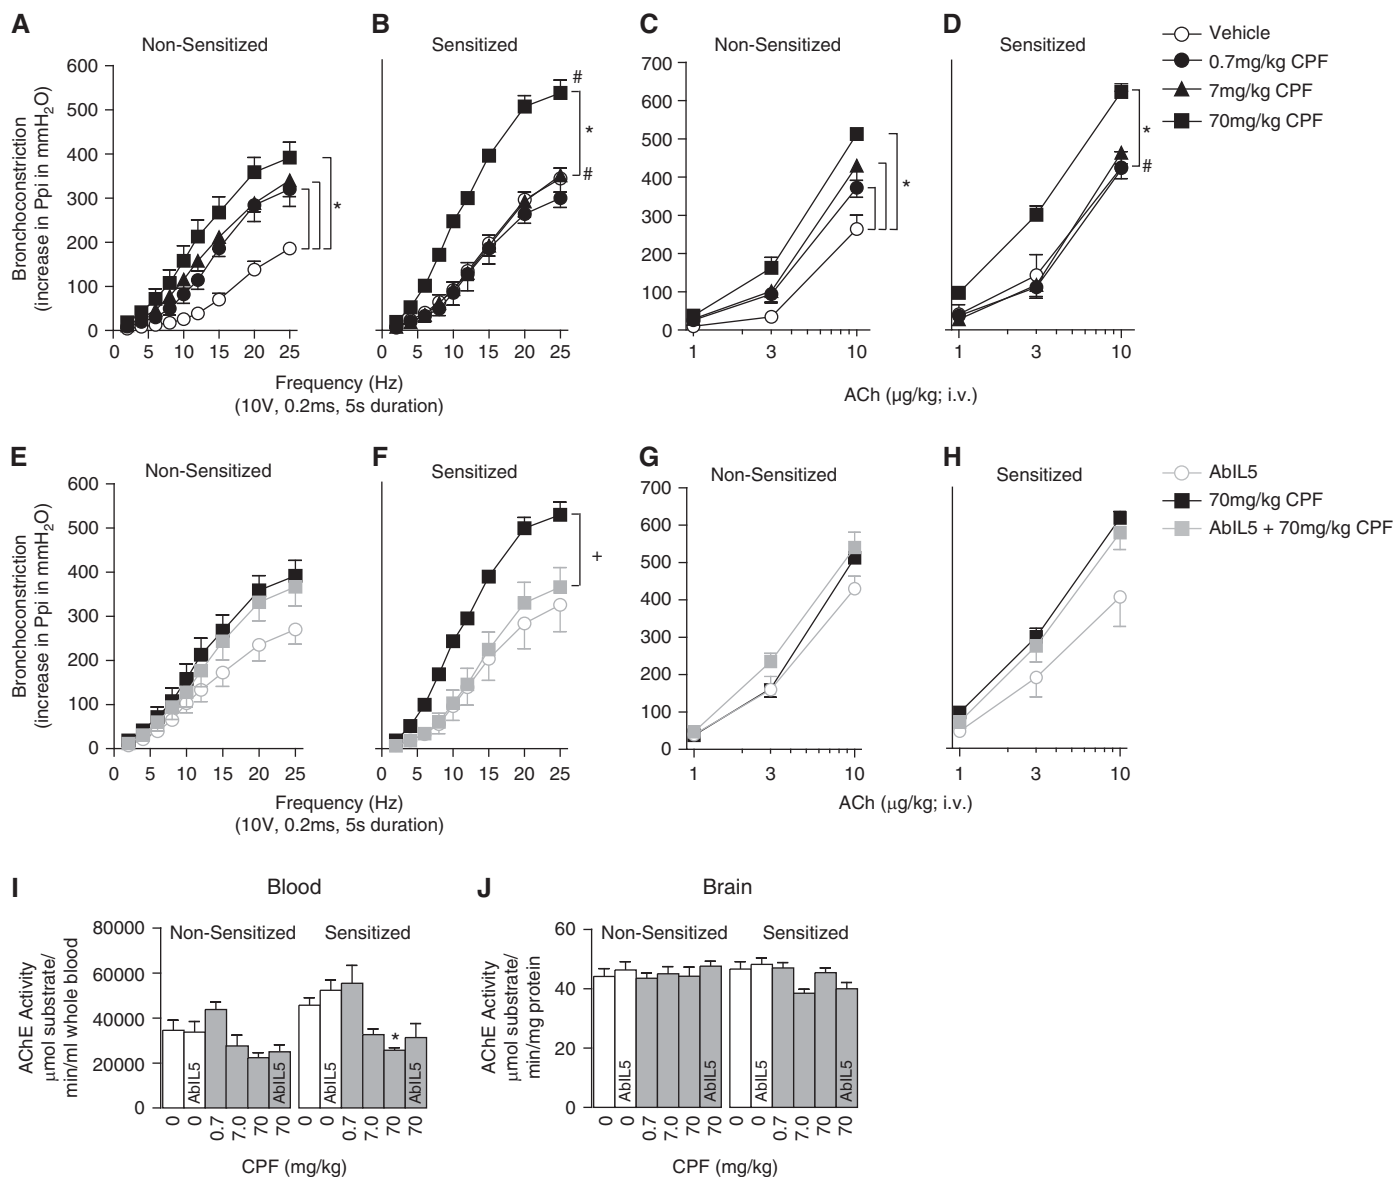 A
B
C
D
Non-Sensitized
Sensitized
Non-Sensitized
Sensitized
Vehicle
0.7mg/kg CPF
7mg/kg CPF
70mg/kg CPF
Bronchoconstriction
(increase in Ppi in mmH2O)
600
500
400
300
200
100
0
700
600
500
400
300
200
100
0
*
#
*
#
*
*
#
0 5 10 15 20 25
0 5 10 15 20 25
1 3 10
1 3 10
Frequency (Hz)
(10V, 0.2ms, 5s duration)
ACh (µg/kg; i.v.)
E
F
G
H
Non-Sensitized
Sensitized
Non-Sensitized
Sensitized
AbIL5
70mg/kg CPF
AbIL5 + 70mg/kg CPF
Bronchoconstriction
(increase in Ppi in mmH2O)
600
500
400
300
200
100
0
700
600
500
400
300
200
100
0
+
0 5 10 15 20 25
0 5 10 15 20 25
1 3 10
1 3 10
Frequency (Hz)
(10V, 0.2ms, 5s duration)
ACh (µg/kg; i.v.)
I
Blood
AChE Activity
µmol substrate/
min/ml whole blood
80000
60000
40000
20000
0
Non-Sensitized
Sensitized
*
AbIL5
AbIL5
AbIL5
AbIL5
0 0 0.7 7.0 70 70
0 0 0.7 7.0 70 70
CPF (mg/kg)
J
Brain
AChE Activity
µmol substrate/
min/mg protein
60
40
20
0
Non-Sensitized
Sensitized
AbIL5
AbIL5
AbIL5
AbIL5
0 0 0.7 7.0 70 70
0 0 0.7 7.0 70 70
CPF (mg/kg)